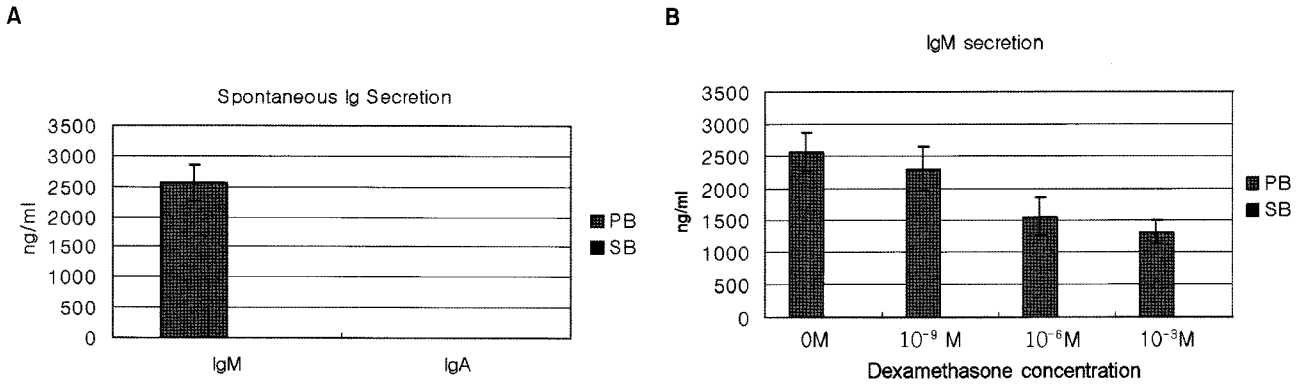 A
Spontaneous Ig Secretion
ng/ml
3500
3000
2500
2000
1500
1000
500
0
IgM
IgA
PB
SB
B
IgM secretion
ng/ml
3500
3000
2500
2000
1500
1000
500
0
0M
10⁻⁹ M
10⁻⁶M
10⁻³M
Dexamethasone concentration
PB
SB